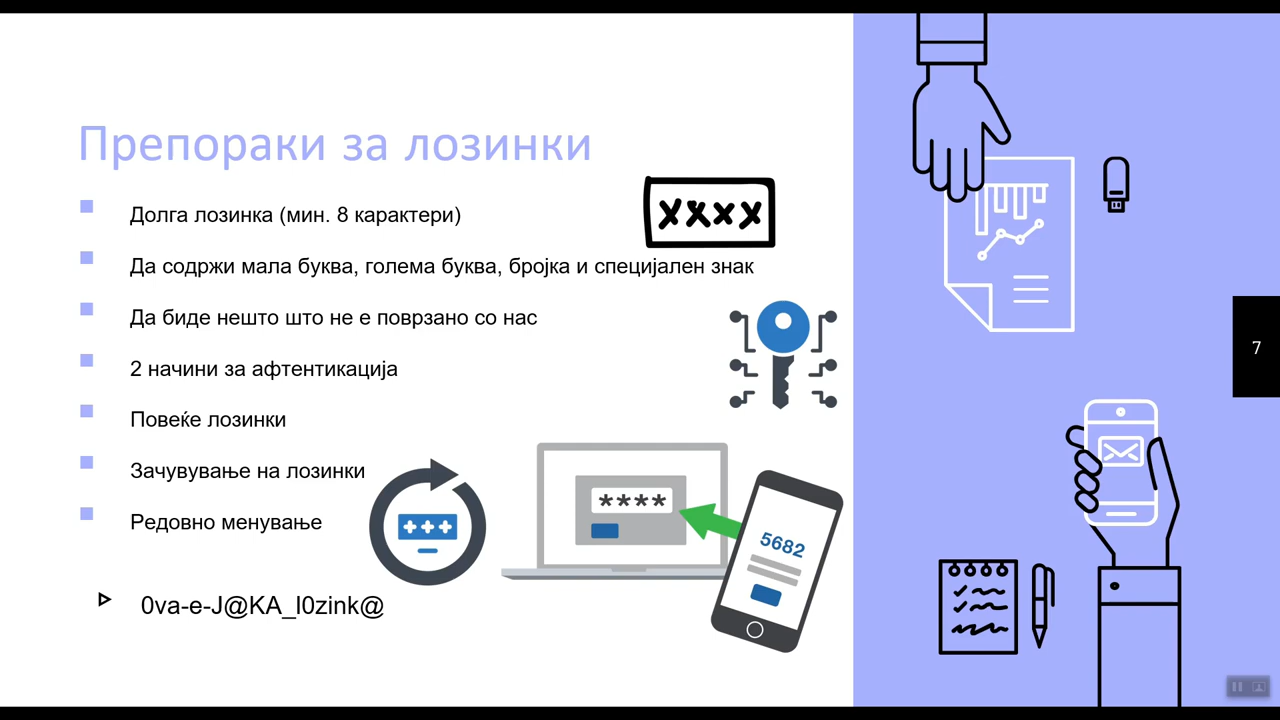 Препораки за лозинки
Долга лозинка (мин. 8 карактери)
xxxx
Да содржи мала буква, голема буква, бројка и специјален знак
Да биде нешто што не е поврзано со нас
7
2 начини за афтентикација
Повеќе лозинки
Зачувување на лозинки
****
Редовно менување
+++
5682
0va-e-J@KA_l0zink@